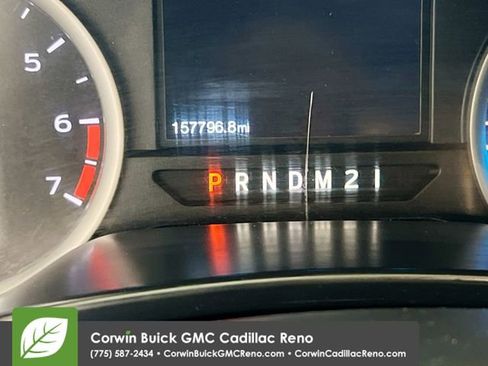 5
6
7
157796.8mi
P R N D M 2 1
Corwin Buick GMC Cadillac Reno
(775) 587-2434 • CorwinBuickGMCReno.com • CorwinCadillacReno.com